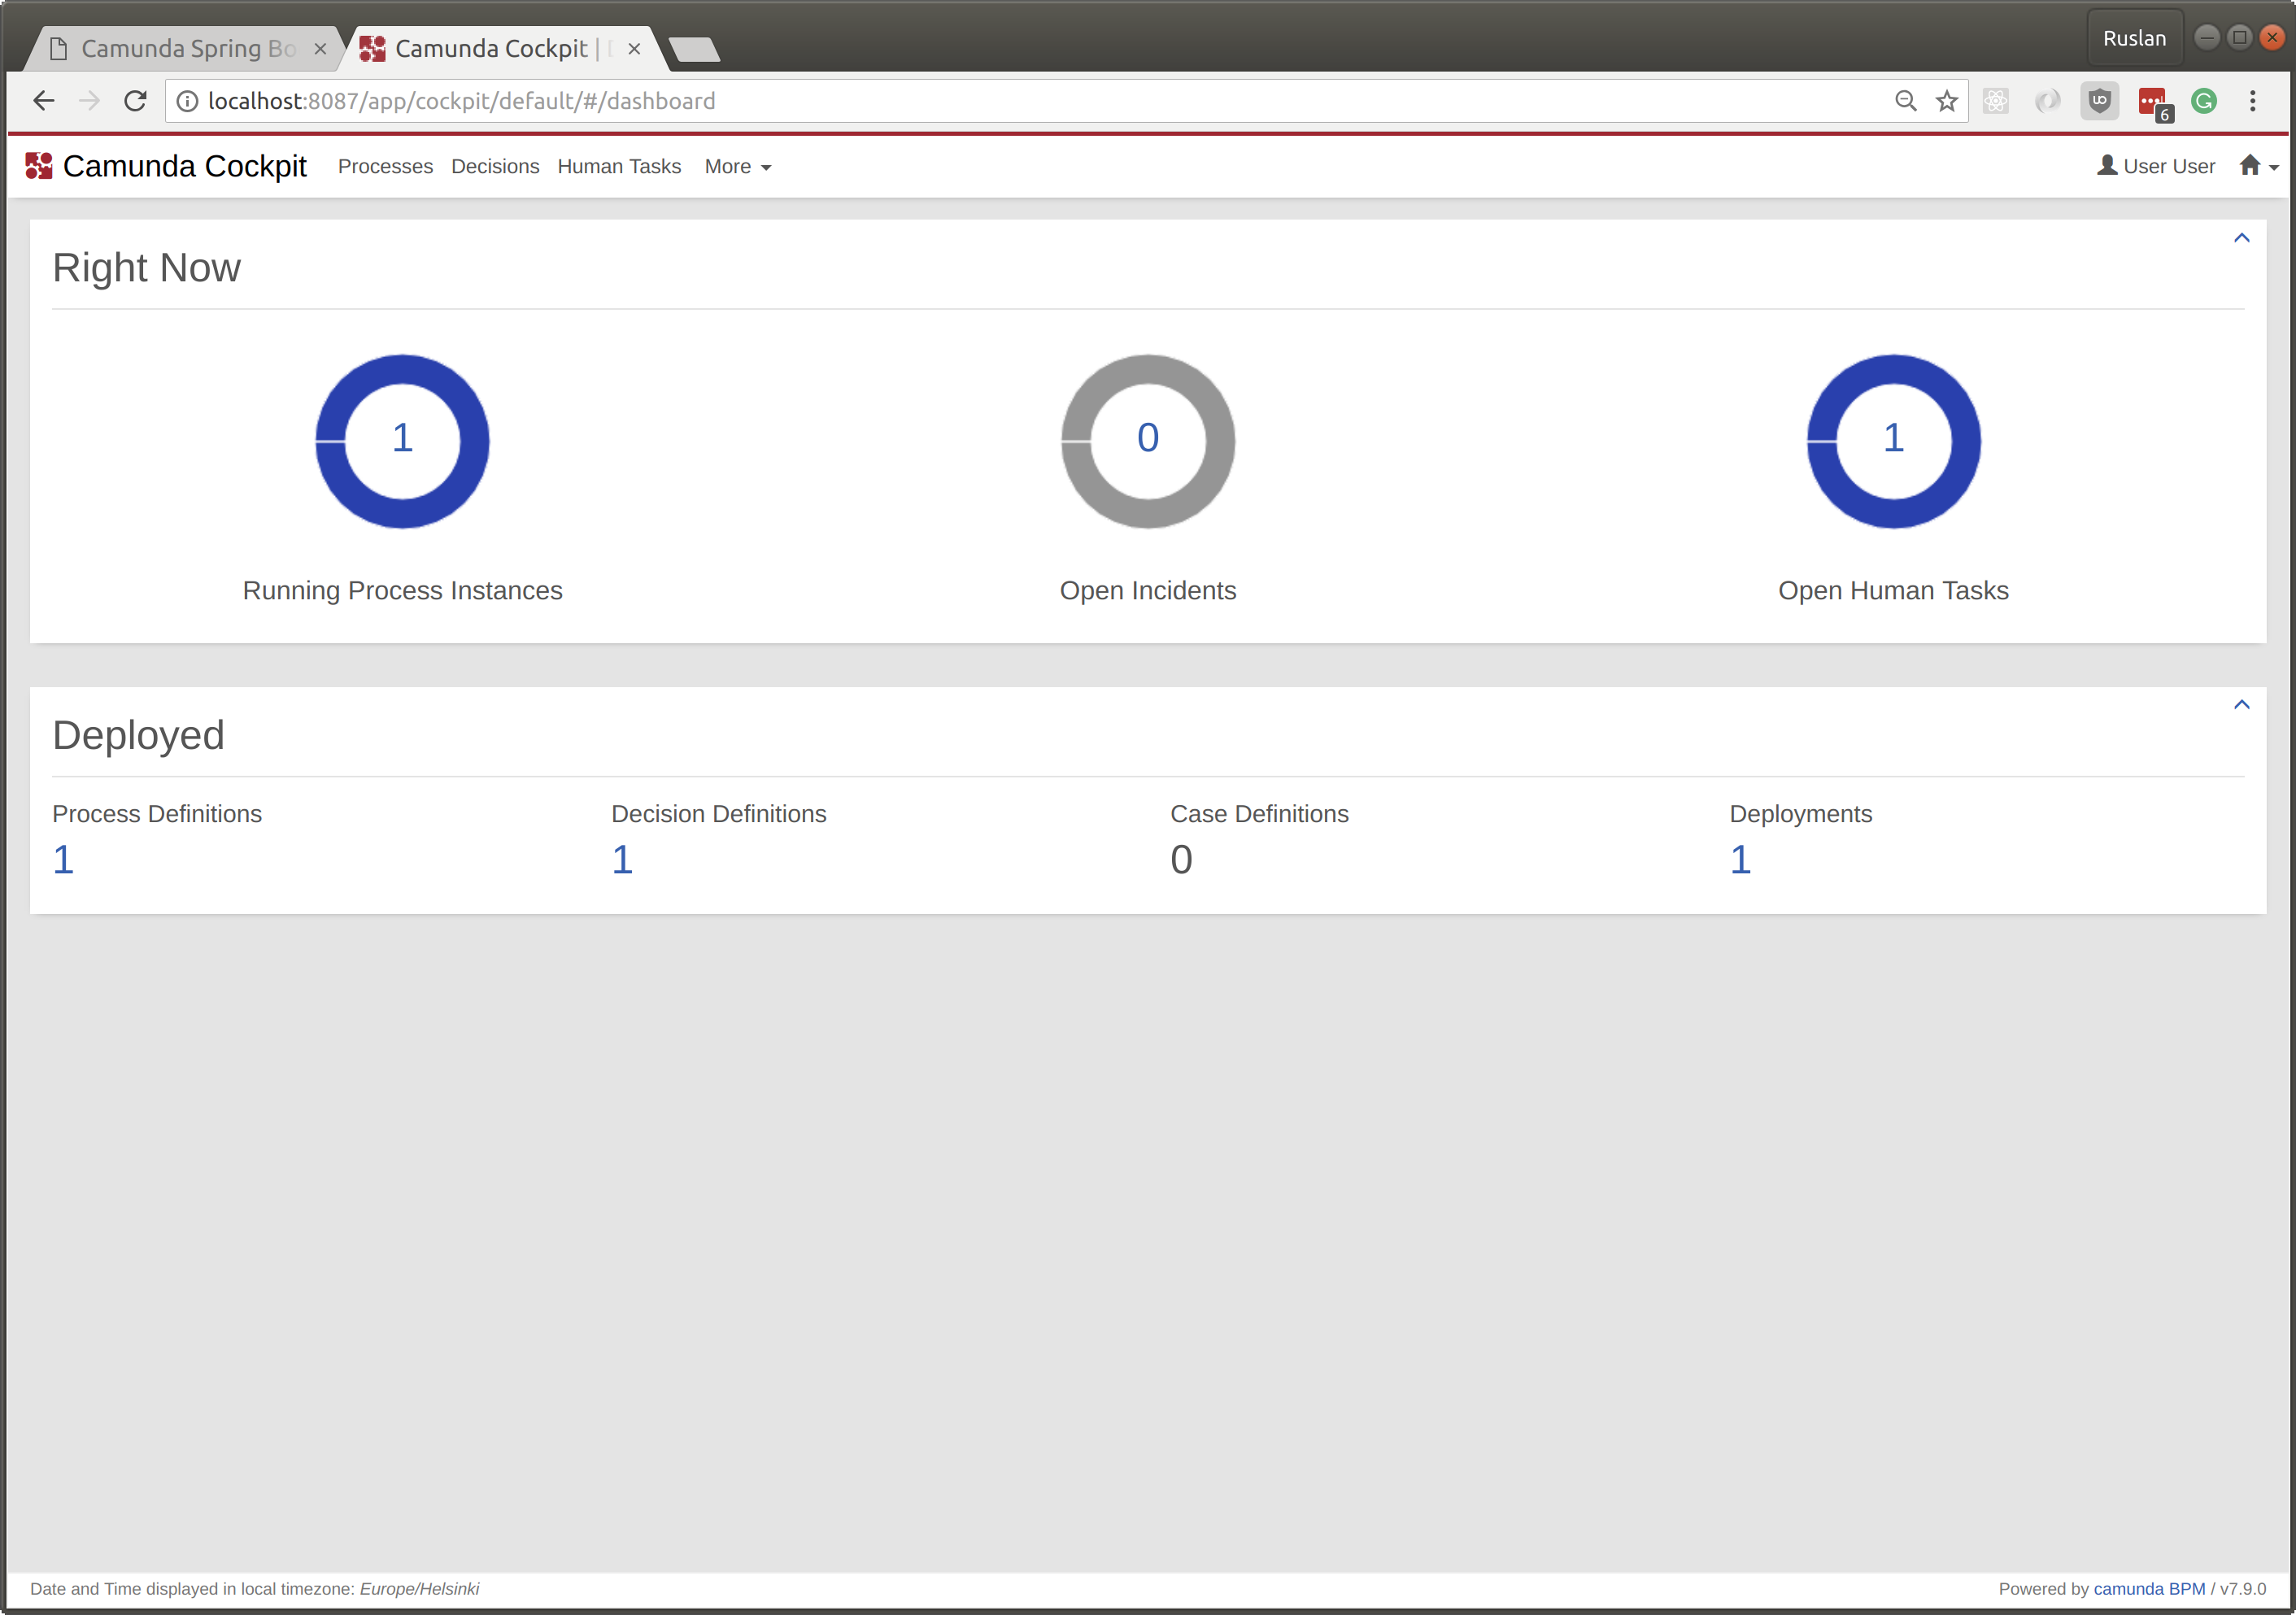 Camunda Spring Bo
Camunda Cockpit |
Ruslan
localhost:8087/app/cockpit/default/#/dashboard
6
Camunda Cockpit
Processes
Decisions
Human Tasks
More
User User
Right Now
1
0
1
Running Process Instances
Open Incidents
Open Human Tasks
Deployed
Process Definitions
Decision Definitions
Case Definitions
Deployments
1
1
0
1
Date and Time displayed in local timezone: Europe/Helsinki
Powered by camunda BPM / v7.9.0